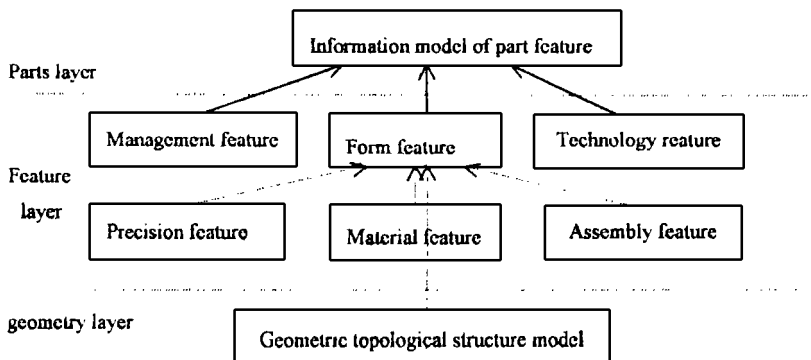 Information model of part feature
Parts layer
Management feature
Form feature
Technology reature
Feature
layer
Precision feature
Material feature
Assembly feature
geometry layer
Geometric topological structure model